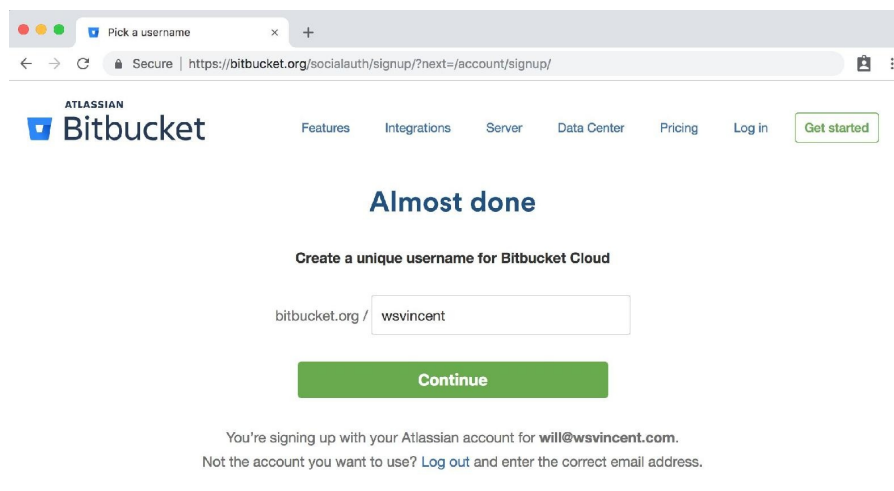 Pick a username
Secure | https://bitbucket.org/socialauth/signup/?next=/account/signup/
ATLASSIAN
Bitbucket
Features Integrations Server Data Center Pricing Log in Get started
Almost done
Create a unique username for Bitbucket Cloud
bitbucket.org / wsvincent
Continue
You're signing up with your Atlassian account for will@wsvincent.com.
Not the account you want to use? Log out and enter the correct email address.